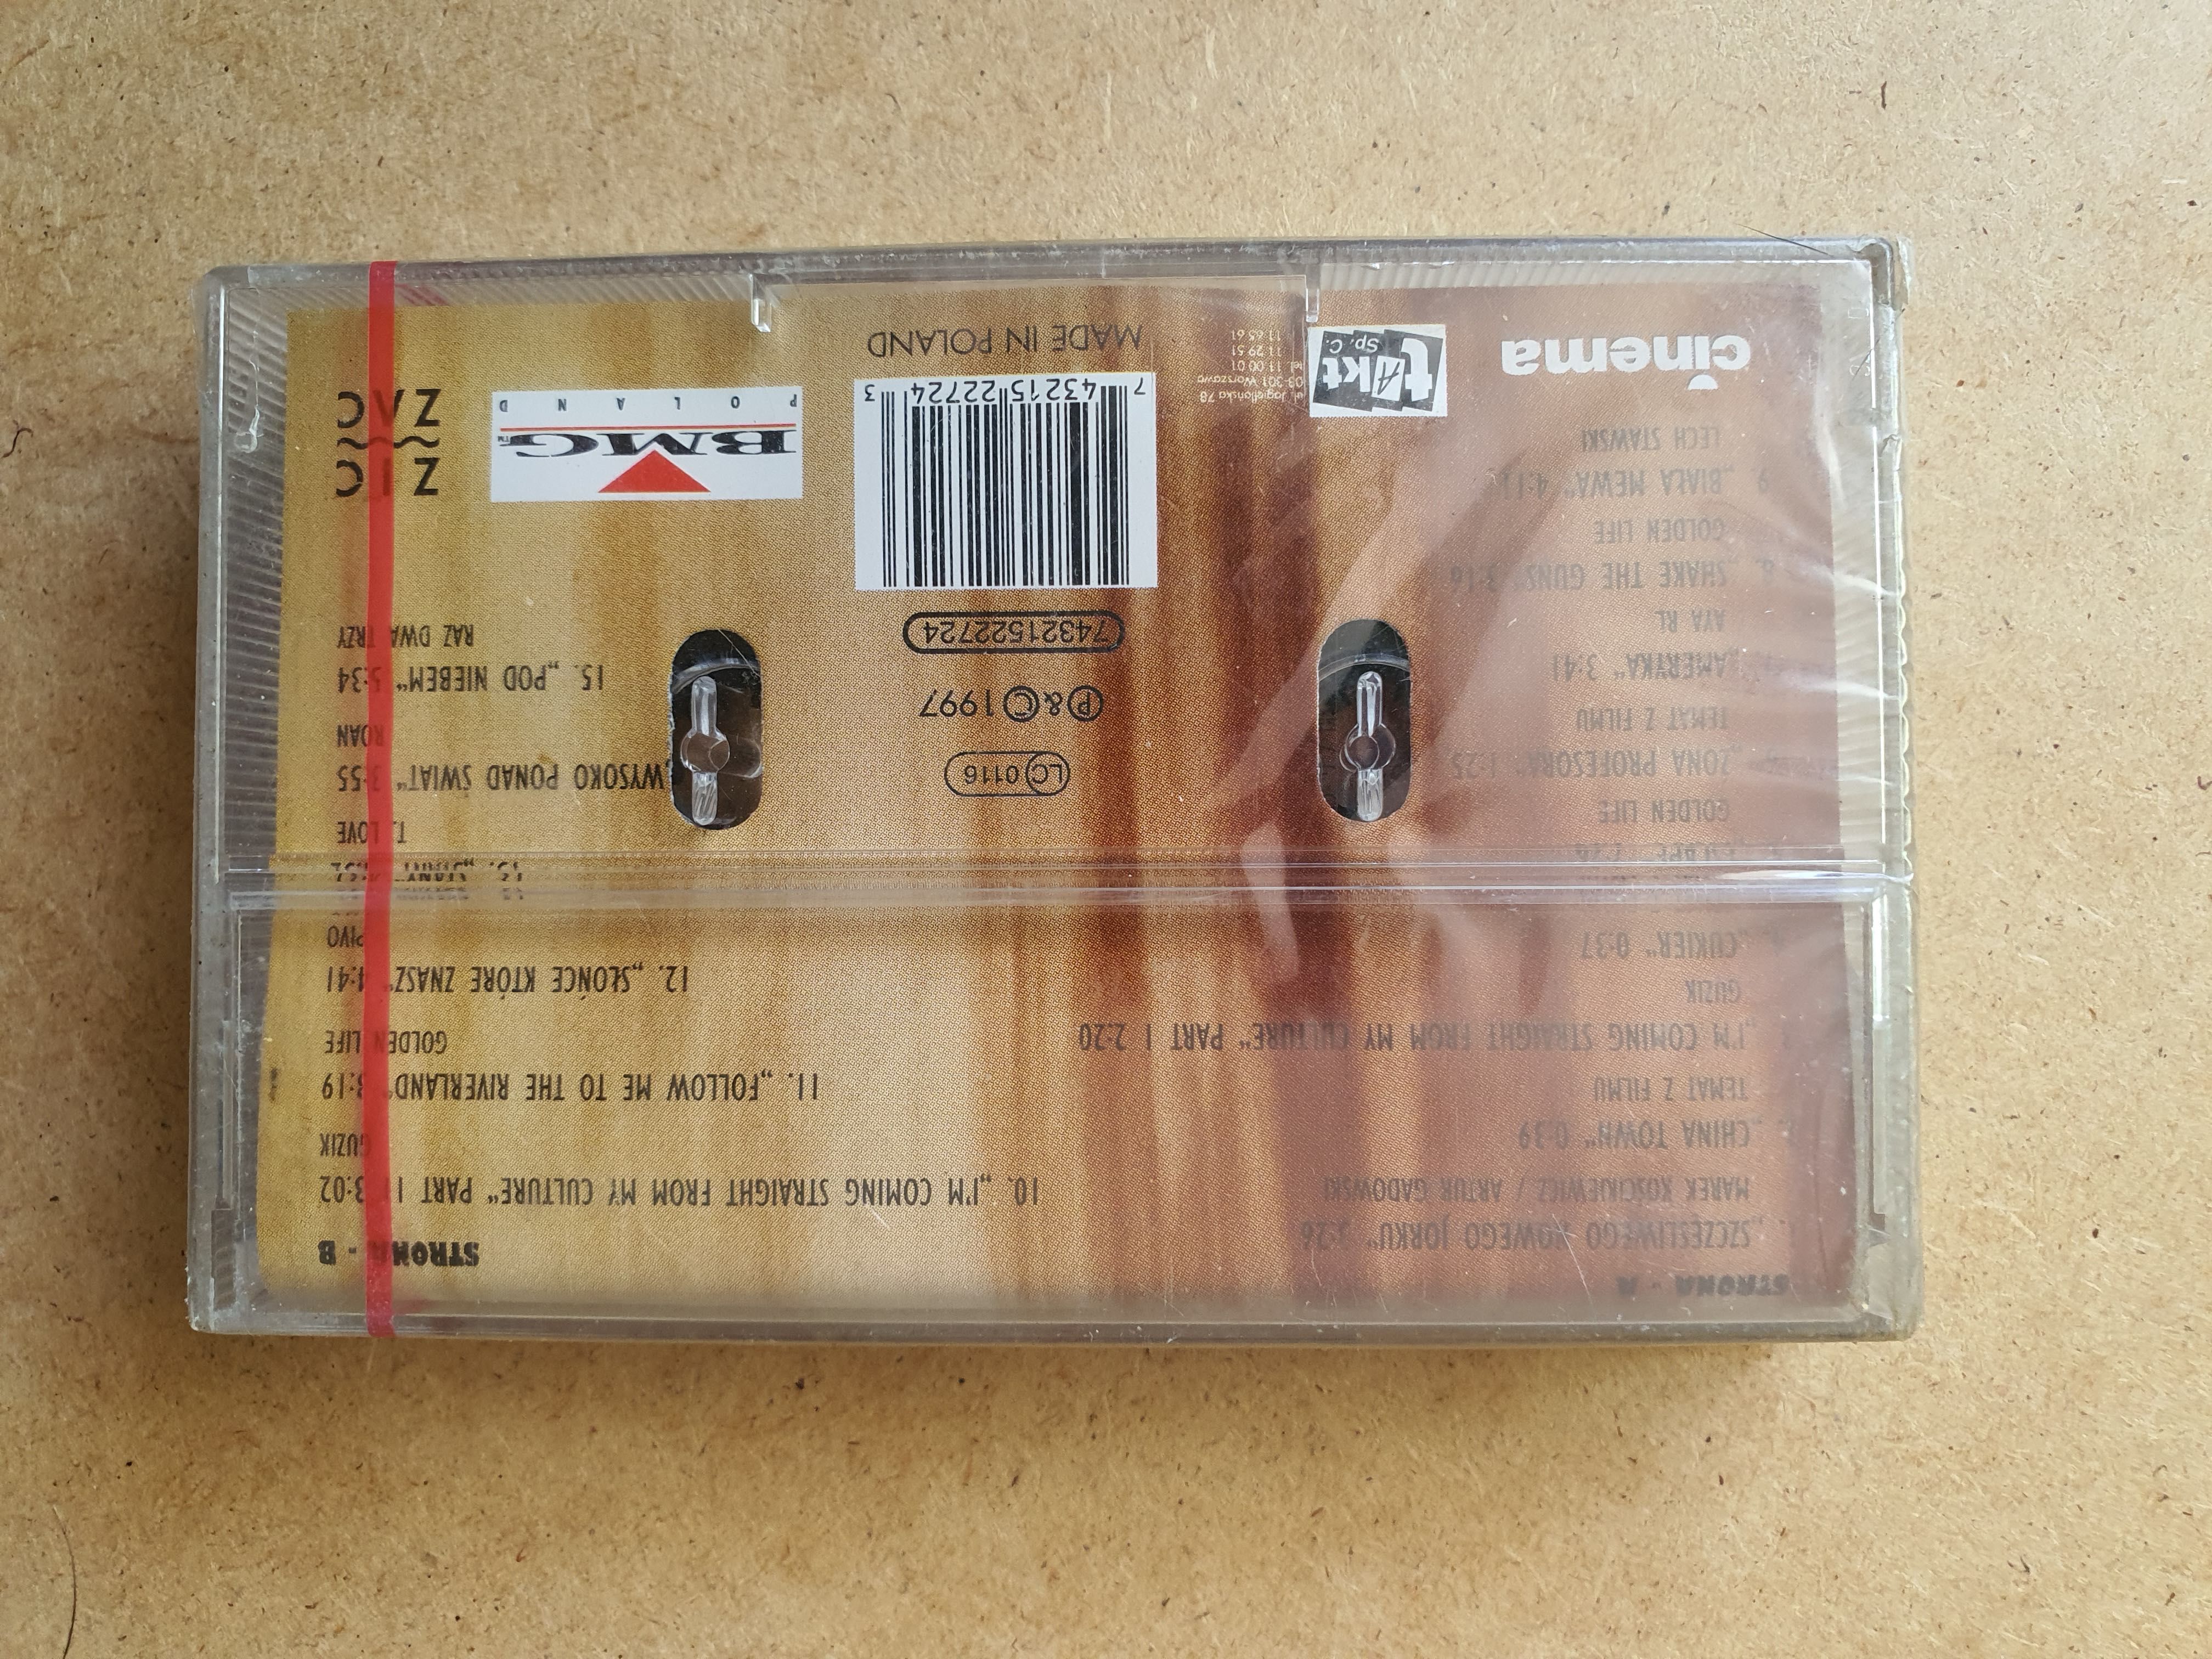 STRONA - A
1. „SZCZĘŚLIWEGO NOWEGO JORKU" 3:26
MAREK KOŚCIKIEWICZ / ARTUR GADOWSKI
„CHINA TOWN" 0:39
TEMAT Z FILMU
3. „I'M COMING STRAIGHT FROM MY CULTURE" PART I 2:20
GUZIK
„CUKIER" 0:37
GOLDEN LIFE
„ŻONA PROFESORA"
TEMAT Z FILMU
„AMERYKA" 3:41
AYA RL
8. „SHAKE THE GUNS" 3:16
GOLDEN LIFE
9. „BIAŁA MEWA" 4:11
LECH STAWSKI
cinema
STRONA - B
10. „I'M COMING STRAIGHT FROM MY CULTURE" PART II 3:02
GUZIK
11. „FOLLOW ME TO THE RIVERLAND" 3:19
GOLDEN LIFE
12. „SŁOŃCE KTÓRE ZNASZ" 4:41
PIVO
13. „STANY"
T. LOVE
WYSOKO PONAD ŚWIAT" 3:55
ROAN
15. „POD NIEBEM" 5:34
RAZ DWA TRZY
LC 0116
℗&©1997
74321522724
7 43215 22724 3
MADE IN POLAND
tAkt
Sp. C.
ul. Jagiellońska 78
03-301 Warszawa
tel. 11 00 01
11 29 51
11 65 61
BMG™
POLAND
ZIC
ZAC